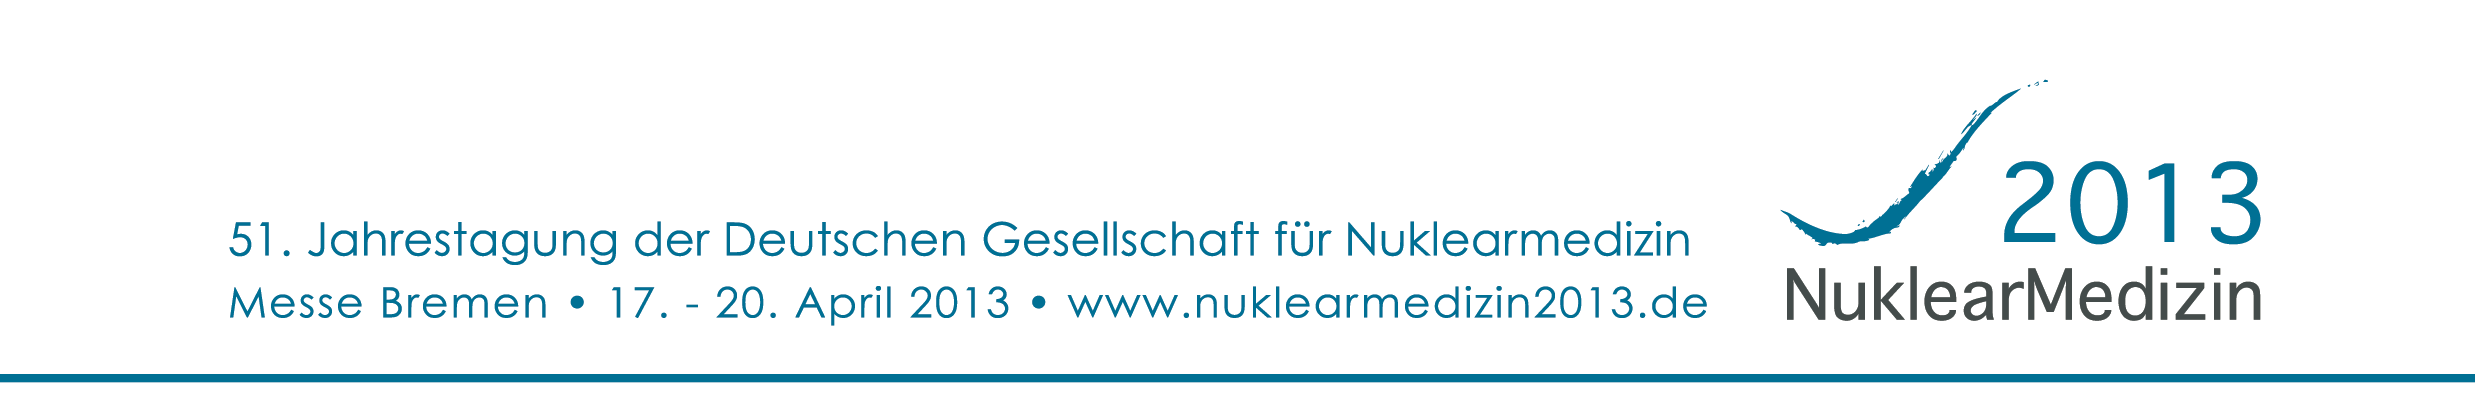 51. Jahrestagung der Deutschen Gesellschaft für Nuklearmedizin
Messe Bremen • 17. - 20. April 2013 • www.nuklearmedizin2013.de
2013
NuklearMedizin